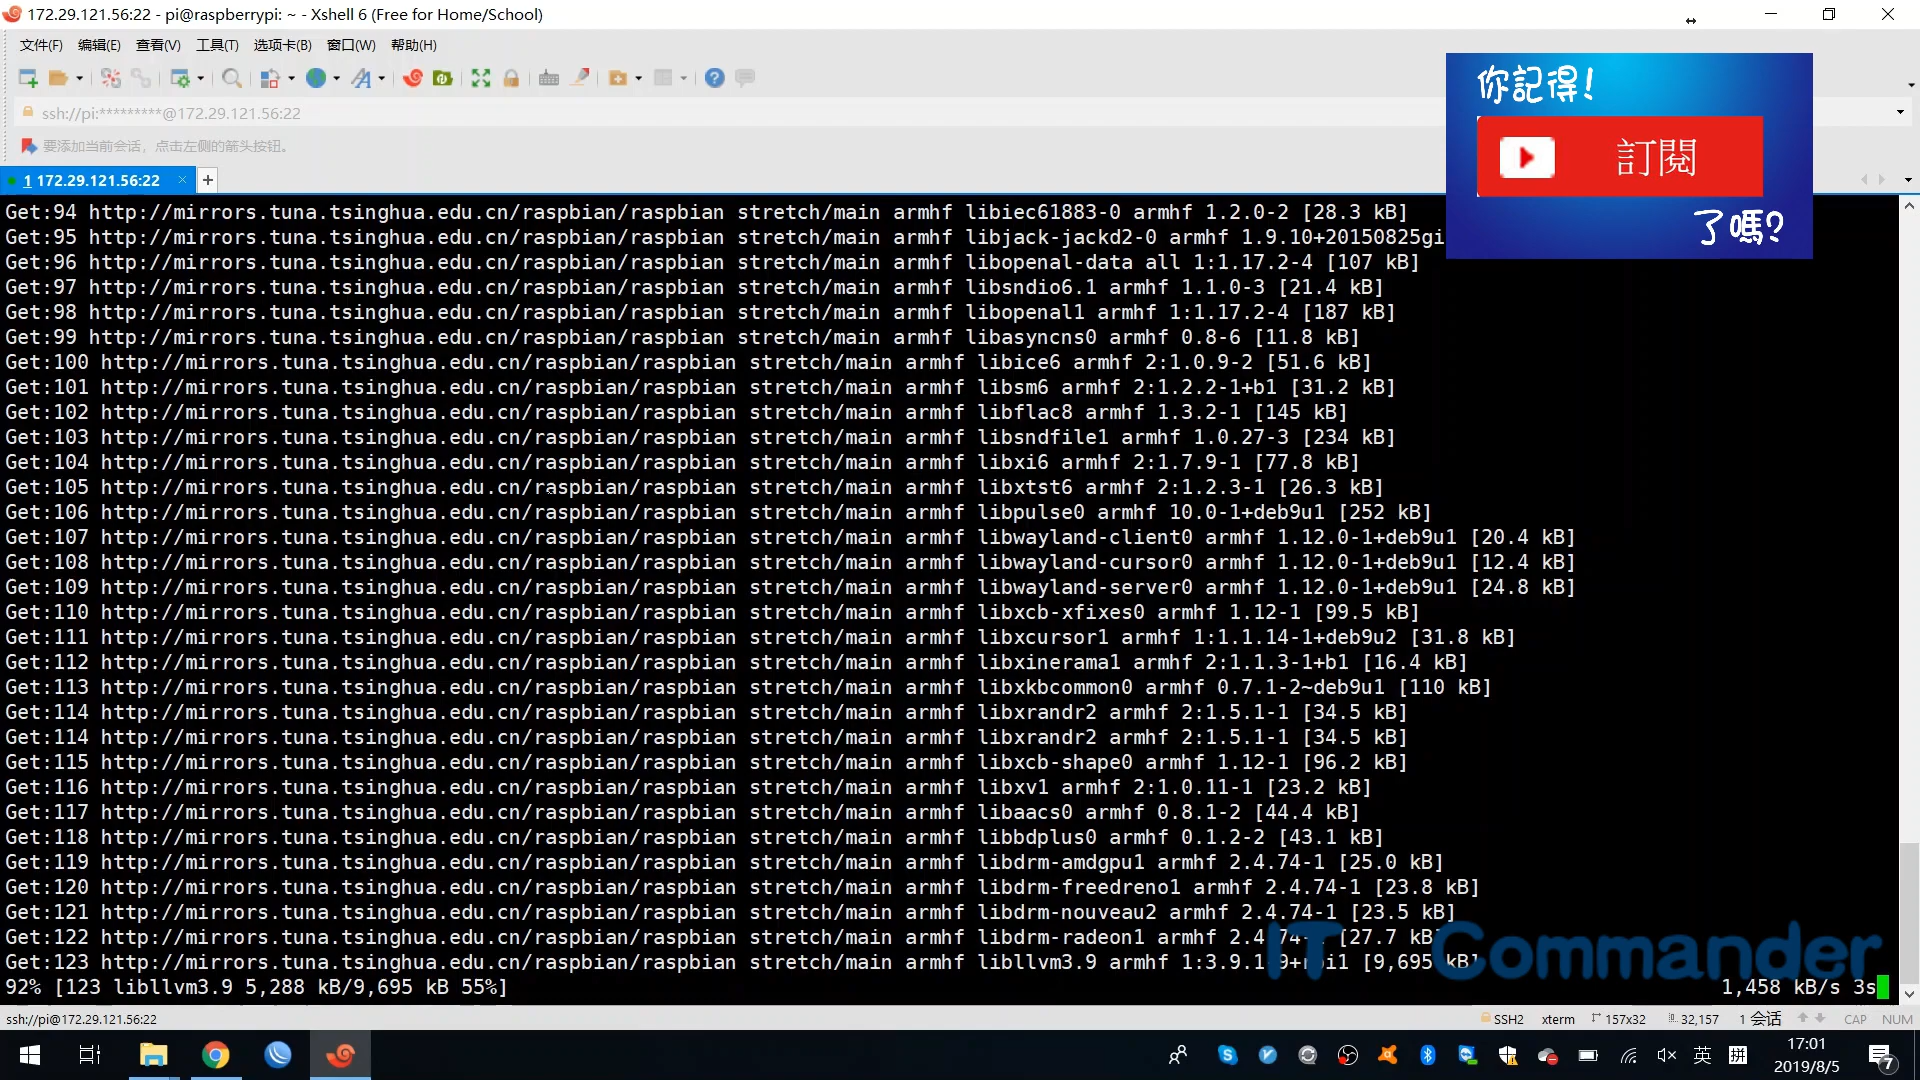 172.29.121.56:22 - pi@raspberrypi: ~ - Xshell 6 (Free for Home/School)
文件(F) 编辑(E) 查看(V) 工具(T) 选项卡(B) 窗口(W) 帮助(H)
ssh://pi:*********@172.29.121.56:22
要添加当前会话，点击左侧的箭头按钮。
你記得!
訂閱
了嗎?
1 172.29.121.56:22
Get:94 http://mirrors.tuna.tsinghua.edu.cn/raspbian/raspbian stretch/main armhf libiec61883-0 armhf 1.2.0-2 [28.3 kB]
Get:95 http://mirrors.tuna.tsinghua.edu.cn/raspbian/raspbian stretch/main armhf libjack-jackd2-0 armhf 1.9.10+20150825gi
Get:96 http://mirrors.tuna.tsinghua.edu.cn/raspbian/raspbian stretch/main armhf libopenal-data all 1:1.17.2-4 [107 kB]
Get:97 http://mirrors.tuna.tsinghua.edu.cn/raspbian/raspbian stretch/main armhf libsndio6.1 armhf 1.1.0-3 [21.4 kB]
Get:98 http://mirrors.tuna.tsinghua.edu.cn/raspbian/raspbian stretch/main armhf libopenal1 armhf 1:1.17.2-4 [187 kB]
Get:99 http://mirrors.tuna.tsinghua.edu.cn/raspbian/raspbian stretch/main armhf libasyncns0 armhf 0.8-6 [11.8 kB]
Get:100 http://mirrors.tuna.tsinghua.edu.cn/raspbian/raspbian stretch/main armhf libice6 armhf 2:1.0.9-2 [51.6 kB]
Get:101 http://mirrors.tuna.tsinghua.edu.cn/raspbian/raspbian stretch/main armhf libsm6 armhf 2:1.2.2-1+b1 [31.2 kB]
Get:102 http://mirrors.tuna.tsinghua.edu.cn/raspbian/raspbian stretch/main armhf libflac8 armhf 1.3.2-1 [145 kB]
Get:103 http://mirrors.tuna.tsinghua.edu.cn/raspbian/raspbian stretch/main armhf libsndfile1 armhf 1.0.27-3 [234 kB]
Get:104 http://mirrors.tuna.tsinghua.edu.cn/raspbian/raspbian stretch/main armhf libxi6 armhf 2:1.7.9-1 [77.8 kB]
Get:105 http://mirrors.tuna.tsinghua.edu.cn/raspbian/raspbian stretch/main armhf libxtst6 armhf 2:1.2.3-1 [26.3 kB]
Get:106 http://mirrors.tuna.tsinghua.edu.cn/raspbian/raspbian stretch/main armhf libpulse0 armhf 10.0-1+deb9u1 [252 kB]
Get:107 http://mirrors.tuna.tsinghua.edu.cn/raspbian/raspbian stretch/main armhf libwayland-client0 armhf 1.12.0-1+deb9u1 [20.4 kB]
Get:108 http://mirrors.tuna.tsinghua.edu.cn/raspbian/raspbian stretch/main armhf libwayland-cursor0 armhf 1.12.0-1+deb9u1 [12.4 kB]
Get:109 http://mirrors.tuna.tsinghua.edu.cn/raspbian/raspbian stretch/main armhf libwayland-server0 armhf 1.12.0-1+deb9u1 [24.8 kB]
Get:110 http://mirrors.tuna.tsinghua.edu.cn/raspbian/raspbian stretch/main armhf libxcb-xfixes0 armhf 1.12-1 [99.5 kB]
Get:111 http://mirrors.tuna.tsinghua.edu.cn/raspbian/raspbian stretch/main armhf libxcursor1 armhf 1:1.1.14-1+deb9u2 [31.8 kB]
Get:112 http://mirrors.tuna.tsinghua.edu.cn/raspbian/raspbian stretch/main armhf libxinerama1 armhf 2:1.1.3-1+b1 [16.4 kB]
Get:113 http://mirrors.tuna.tsinghua.edu.cn/raspbian/raspbian stretch/main armhf libxkbcommon0 armhf 0.7.1-2~deb9u1 [110 kB]
Get:114 http://mirrors.tuna.tsinghua.edu.cn/raspbian/raspbian stretch/main armhf libxrandr2 armhf 2:1.5.1-1 [34.5 kB]
Get:114 http://mirrors.tuna.tsinghua.edu.cn/raspbian/raspbian stretch/main armhf libxrandr2 armhf 2:1.5.1-1 [34.5 kB]
Get:115 http://mirrors.tuna.tsinghua.edu.cn/raspbian/raspbian stretch/main armhf libxcb-shape0 armhf 1.12-1 [96.2 kB]
Get:116 http://mirrors.tuna.tsinghua.edu.cn/raspbian/raspbian stretch/main armhf libxv1 armhf 2:1.0.11-1 [23.2 kB]
Get:117 http://mirrors.tuna.tsinghua.edu.cn/raspbian/raspbian stretch/main armhf libaacs0 armhf 0.8.1-2 [44.4 kB]
Get:118 http://mirrors.tuna.tsinghua.edu.cn/raspbian/raspbian stretch/main armhf libbdplus0 armhf 0.1.2-2 [43.1 kB]
Get:119 http://mirrors.tuna.tsinghua.edu.cn/raspbian/raspbian stretch/main armhf libdrm-amdgpu1 armhf 2.4.74-1 [25.0 kB]
Get:120 http://mirrors.tuna.tsinghua.edu.cn/raspbian/raspbian stretch/main armhf libdrm-freedreno1 armhf 2.4.74-1 [23.8 kB]
Get:121 http://mirrors.tuna.tsinghua.edu.cn/raspbian/raspbian stretch/main armhf libdrm-nouveau2 armhf 2.4.74-1 [23.5 kB]
Get:122 http://mirrors.tuna.tsinghua.edu.cn/raspbian/raspbian stretch/main armhf libdrm-radeon1 armhf [27.7 kB]
Get:123 http://mirrors.tuna.tsinghua.edu.cn/raspbian/raspbian stretch/main armhf libllvm3.9 armhf [9,695 kB]
IT Commander
92% [123 libllvm3.9 5,288 kB/9,695 kB 55%] 1,458 kB/s 3s
ssh://pi@172.29.121.56:22 SSH2 xterm 157x32 32,157 1 会话 CAP NUM
英 拼 17:01
2019/8/5 7